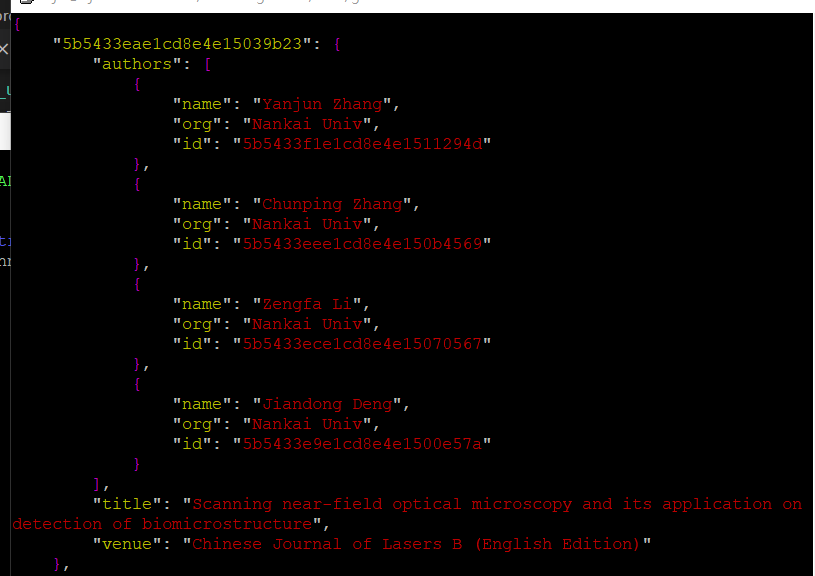 {
"5b5433eae1cd8e4e15039b23": {
"authors": [
{
"name": "Yanjun Zhang",
"org": "Nankai Univ",
"id": "5b5433f1e1cd8e4e1511294d"
},
{
"name": "Chunping Zhang",
"org": "Nankai Univ",
"id": "5b5433eee1cd8e4e150b4569"
},
{
"name": "Zengfa Li",
"org": "Nankai Univ",
"id": "5b5433ece1cd8e4e15070567"
},
{
"name": "Jiandong Deng",
"org": "Nankai Univ",
"id": "5b5433e9e1cd8e4e1500e57a"
}
],
"title": "Scanning near-field optical microscopy and its application on
detection of biomicrostructure",
"venue": "Chinese Journal of Lasers B (English Edition)"
},